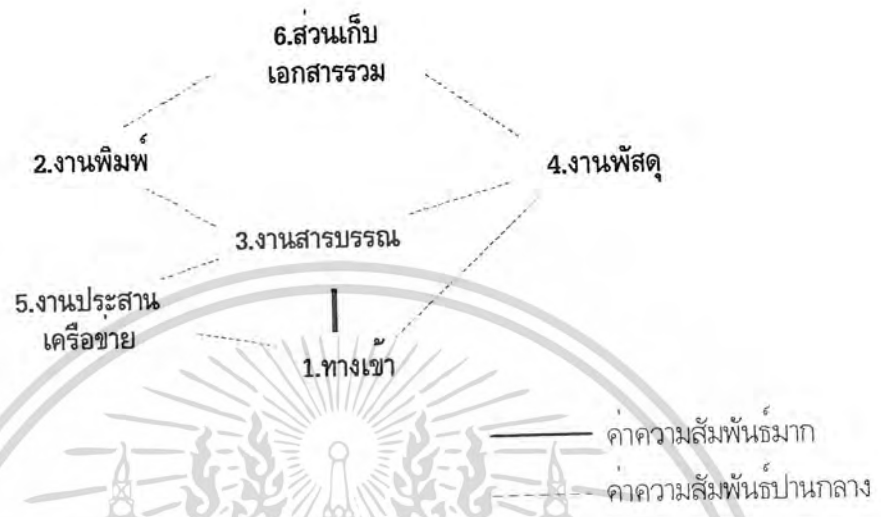 6.ส่วนเก็บ
เอกสารรวม
2.งานพิมพ์
4.งานพัสดุ
3.งานสารบรรณ
5.งานประสาน
เครือข่าย
1.ทางเข้า
ค่าความสัมพันธ์มาก
ค่าความสัมพันธ์ปานกลาง